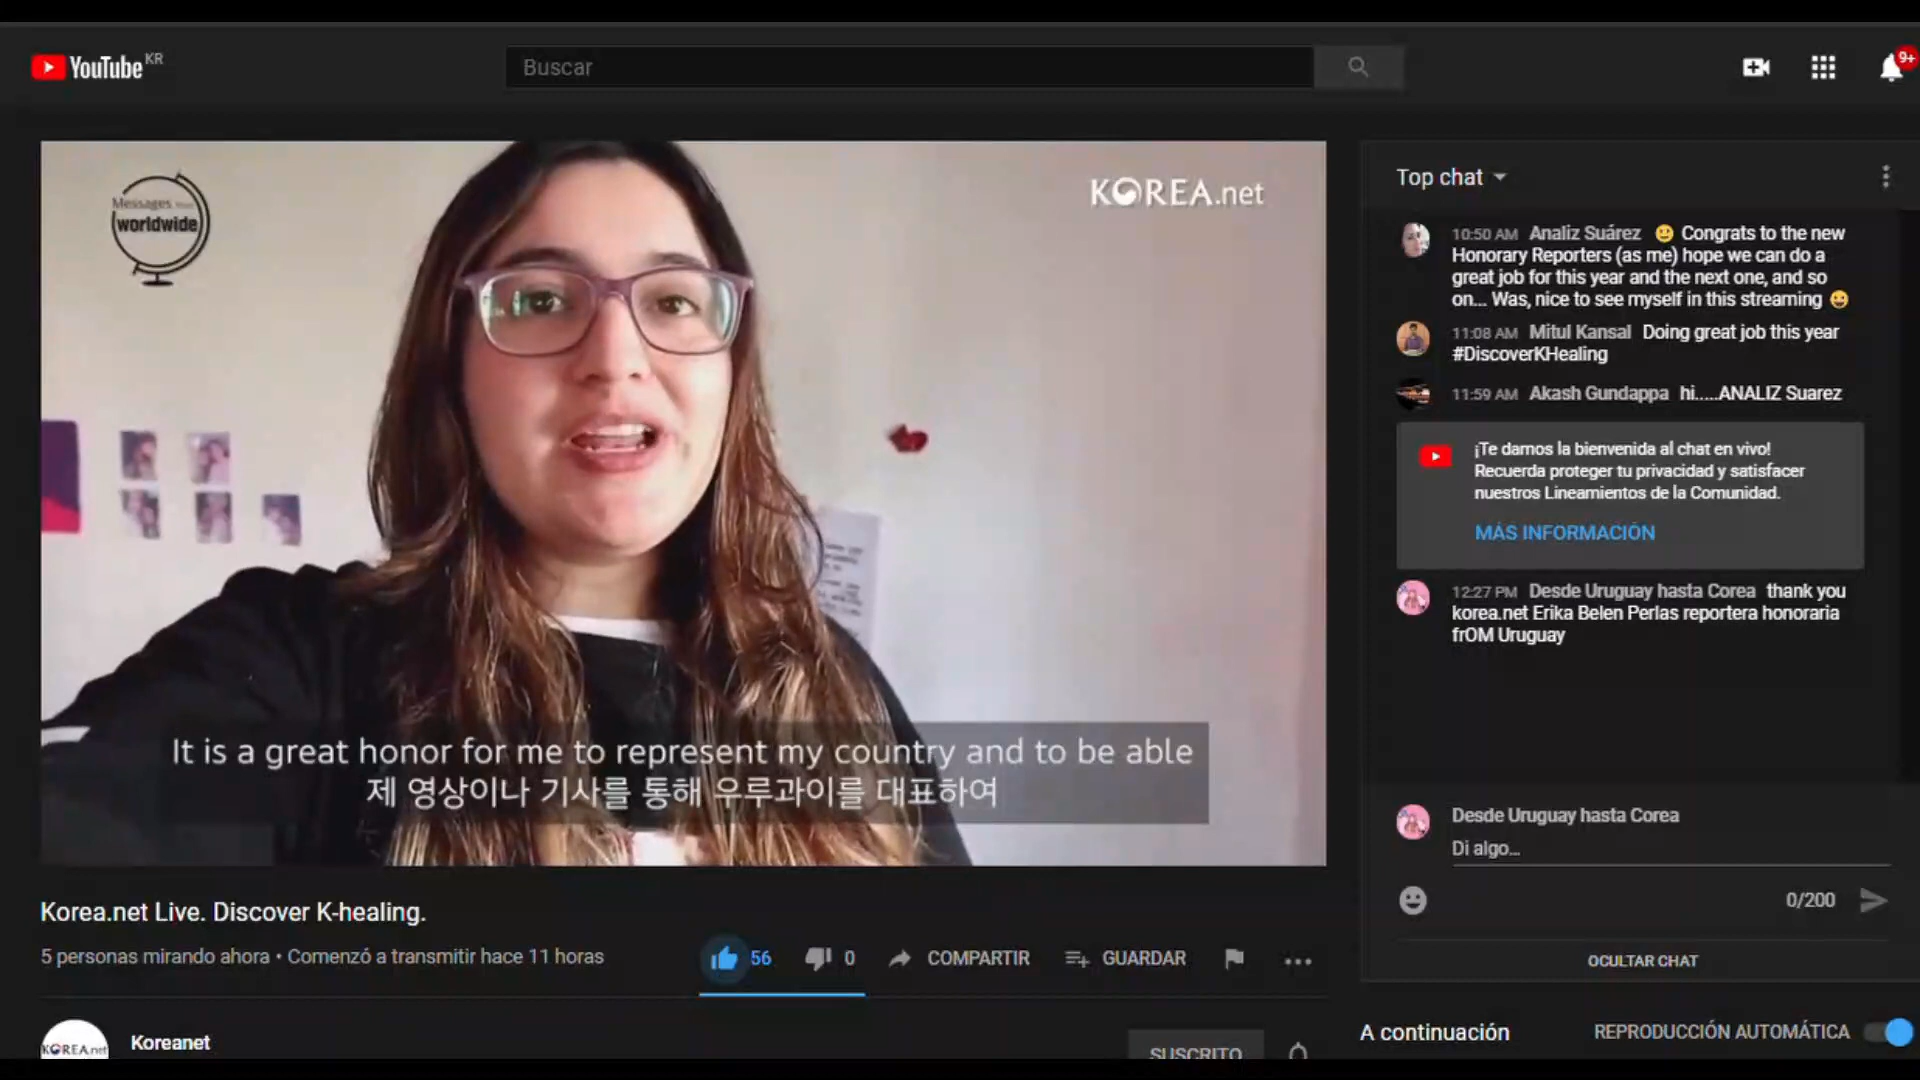 YouTube KR
Buscar
9+
Messages from
worldwide
KOREA.net
It is a great honor for me to represent my country and to be able
제 영상이나 기사를 통해 우루과이를 대표하여
Korea.net Live. Discover K-healing.
5 personas mirando ahora • Comenzó a transmitir hace 11 horas
56
0
COMPARTIR
GUARDAR
KOREA.net
Koreanet
SUSCRITO
Top chat
10:50 AM Analiz Suárez 🙂 Congrats to the new
Honorary Reporters (as me) hope we can do a
great job for this year and the next one, and so
on... Was, nice to see myself in this streaming 😀
11:08 AM Mitul Kansal Doing great job this year
#DiscoverKHealing
11:59 AM Akash Gundappa hi.....ANALIZ Suarez
¡Te damos la bienvenida al chat en vivo!
Recuerda proteger tu privacidad y satisfacer
nuestros Lineamientos de la Comunidad.
MÁS INFORMACIÓN
12:27 PM Desde Uruguay hasta Corea thank you
korea.net Erika Belen Perlas reportera honoraria
frOM Uruguay
Desde Uruguay hasta Corea
Di algo...
0/200
OCULTAR CHAT
A continuación
REPRODUCCIÓN AUTOMÁTICA